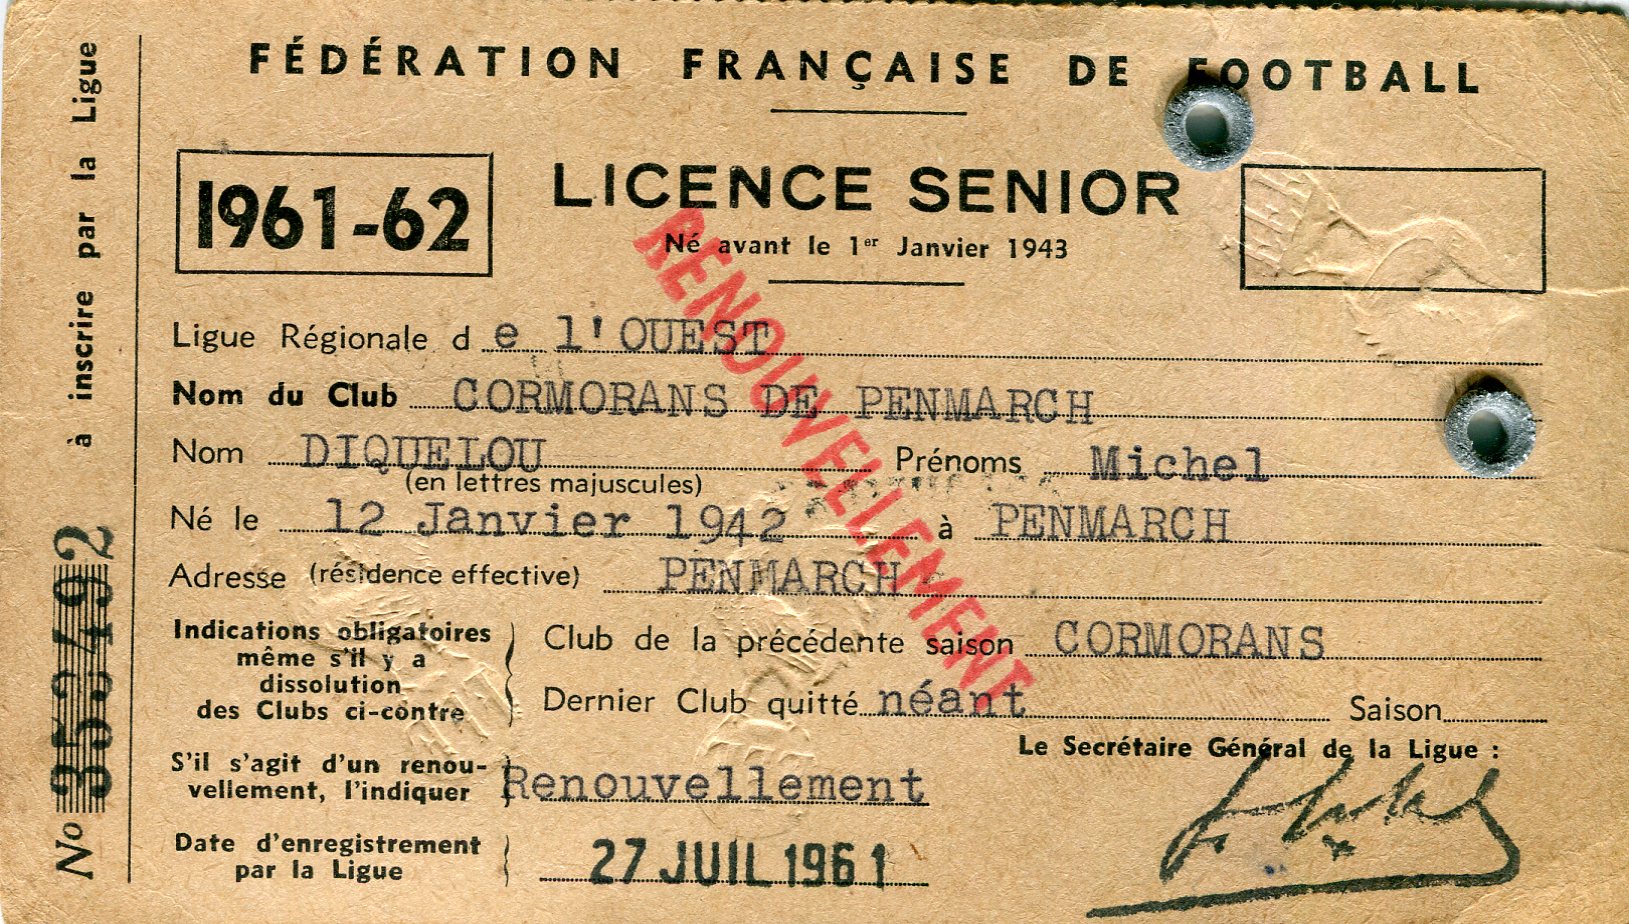 FÉDÉRATION FRANÇAISE DE FOOTBALL
à inscrire par la Ligue
No 353492
1961-62
LICENCE SENIOR
Né avant le 1er Janvier 1943
RENOUVELLEMENT
Ligue Régionale d e l'OUEST
Nom du Club CORMORANS DE PENMARCH
Nom DIQUELOU Prénoms Michel
(en lettres majuscules)
Né le 12 Janvier 1942 à PENMARCH
Adresse (résidence effective) PENMARCH
Indications obligatoires
même s'il y a
dissolution
des Clubs ci-contre
Club de la précédente saison CORMORANS
Dernier Club quitté néant Saison
Le Secrétaire Général de la Ligue :
S'il s'agit d'un renou-
vellement, l'indiquer
Renouvellement
Date d'enregistrement
par la Ligue
27 JUIL 1961